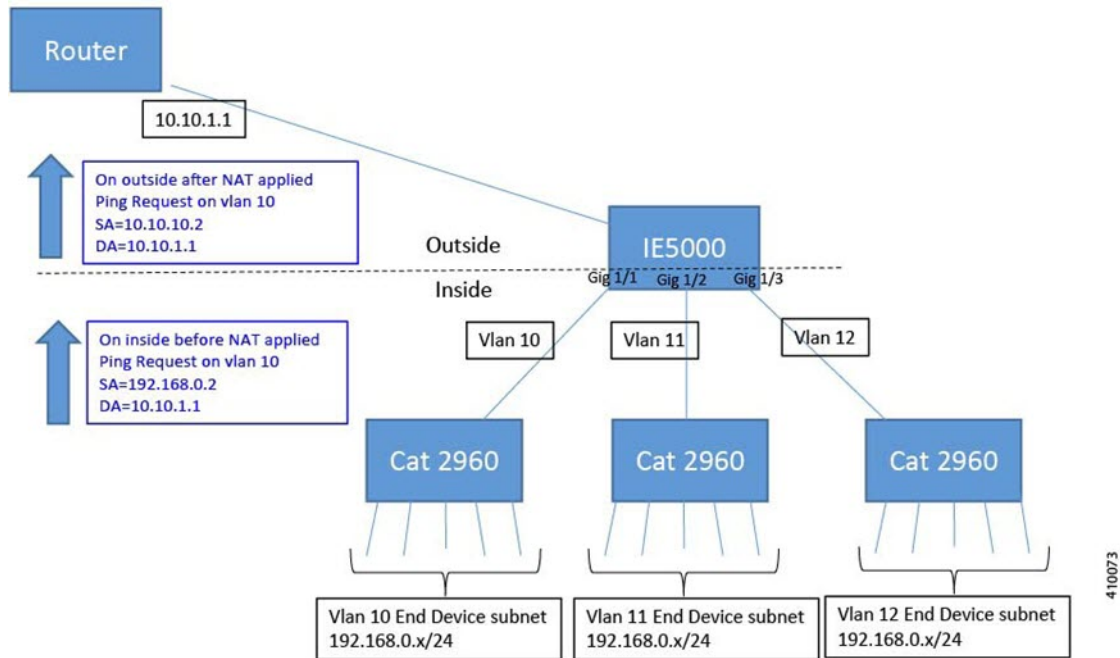 Router
10.10.1.1
On outside after NAT applied
Ping Request on vlan 10
SA=10.10.10.2
DA=10.10.1.1
Outside
IE5000
Gig 1/1 Gig 1/2 Gig 1/3
Inside
On inside before NAT applied
Ping Request on vlan 10
SA=192.168.0.2
DA=10.10.1.1
Vlan 10
Vlan 11
Vlan 12
Cat 2960
Cat 2960
Cat 2960
Vlan 10 End Device subnet
192.168.0.x/24
Vlan 11 End Device subnet
192.168.0.x/24
Vlan 12 End Device subnet
192.168.0.x/24
410073